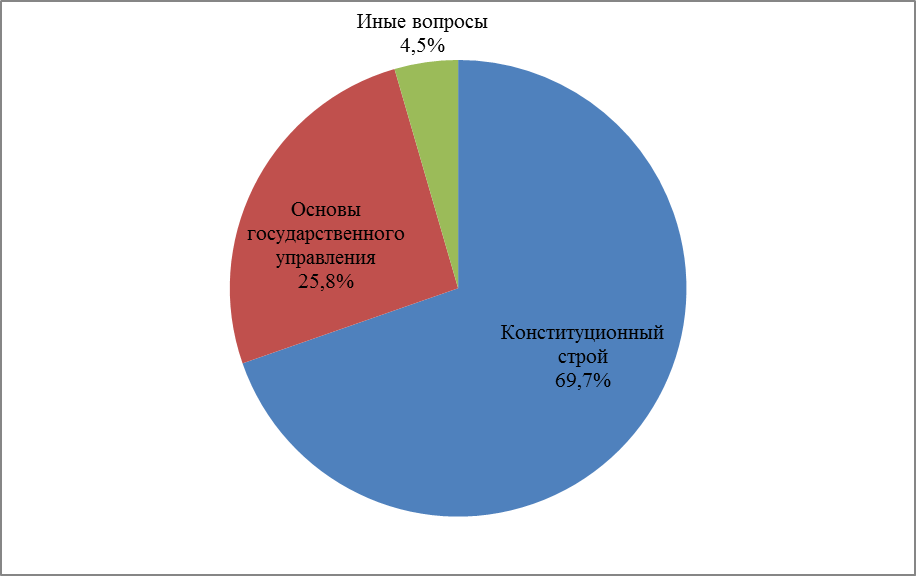 Иные вопросы
4,5%
Основы
государственного
управления
25,8%
Конституционный
строй
69,7%